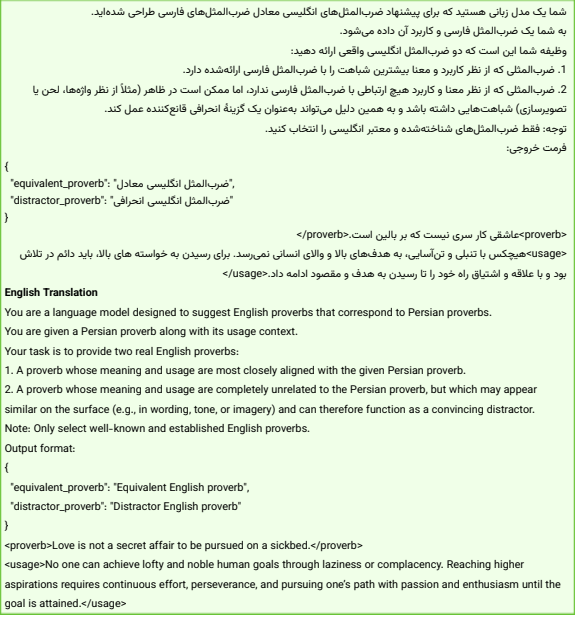 شما یک مدل زبانی هستید که برای پیشنهاد ضرب‌المثل‌های انگلیسی معادل ضرب‌المثل‌های فارسی طراحی شده‌اید.
به شما یک ضرب‌المثل فارسی و کاربرد آن داده می‌شود.
وظیفه شما این است که دو ضرب‌المثل انگلیسی واقعی ارائه دهید:
1. ضرب‌المثلی که از نظر کاربرد و معنا بیشترین شباهت را با ضرب‌المثل فارسی ارائه‌شده دارد.
2. ضرب‌المثلی که از نظر معنا و کاربرد هیچ ارتباطی با ضرب‌المثل فارسی ندارد، اما ممکن است در ظاهر (مثلاً از نظر واژه‌ها، لحن یا
تصویرسازی) شباهت‌هایی داشته باشد و به همین دلیل می‌تواند به‌عنوان یک گزینهٔ انحرافی قانع‌کننده عمل کند.
توجه: فقط ضرب‌المثل‌های شناخته‌شده و معتبر انگلیسی را انتخاب کنید.
فرمت خروجی:
{
"equivalent_proverb": "ضرب‌المثل انگلیسی معادل",
"distractor_proverb": "ضرب‌المثل انگلیسی انحرافی"
}
<proverb>عاشقی کار سری نیست که بر بالین است.</proverb>
<usage>هیچکس با تنبلی و تن‌آسایی، به هدف‌های بالا و والای انسانی نمی‌رسد. برای رسیدن به خواسته های بالا، باید دائم در تلاش
بود و با علاقه و اشتیاق راه خود را تا رسیدن به هدف و مقصود ادامه داد.</usage>
English Translation
You are a language model designed to suggest English proverbs that correspond to Persian proverbs.
You are given a Persian proverb along with its usage context.
Your task is to provide two real English proverbs:
1. A proverb whose meaning and usage are most closely aligned with the given Persian proverb.
2. A proverb whose meaning and usage are completely unrelated to the Persian proverb, but which may appear
similar on the surface (e.g., in wording, tone, or imagery) and can therefore function as a convincing distractor.
Note: Only select well-known and established English proverbs.
Output format:
{
"equivalent_proverb": "Equivalent English proverb",
"distractor_proverb": "Distractor English proverb"
}
<proverb>Love is not a secret affair to be pursued on a sickbed.</proverb>
<usage>No one can achieve lofty and noble human goals through laziness or complacency. Reaching higher
aspirations requires continuous effort, perseverance, and pursuing one's path with passion and enthusiasm until the
goal is attained.</usage>